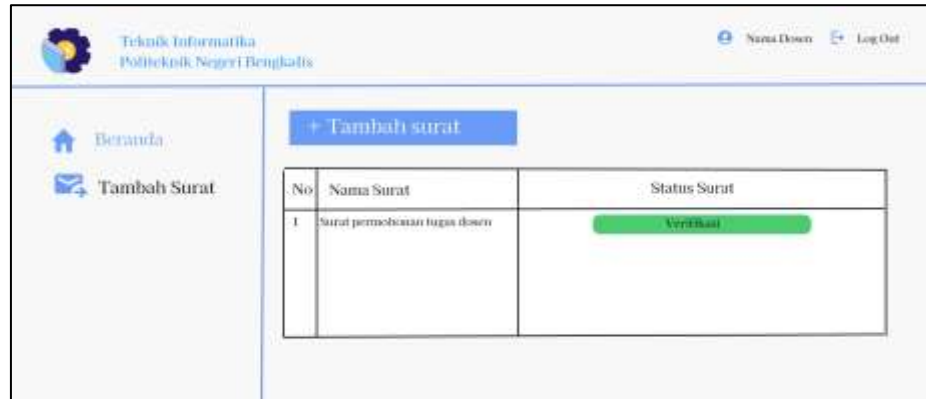 Teknik Informatika
Politeknik Negeri Bengkalis
Nama Dosen
Log Out
Beranda
Tambah Surat
+ Tambah surat
No Nama Surat Status Surat
1 Surat permohonan tugas dosen Verifikasi